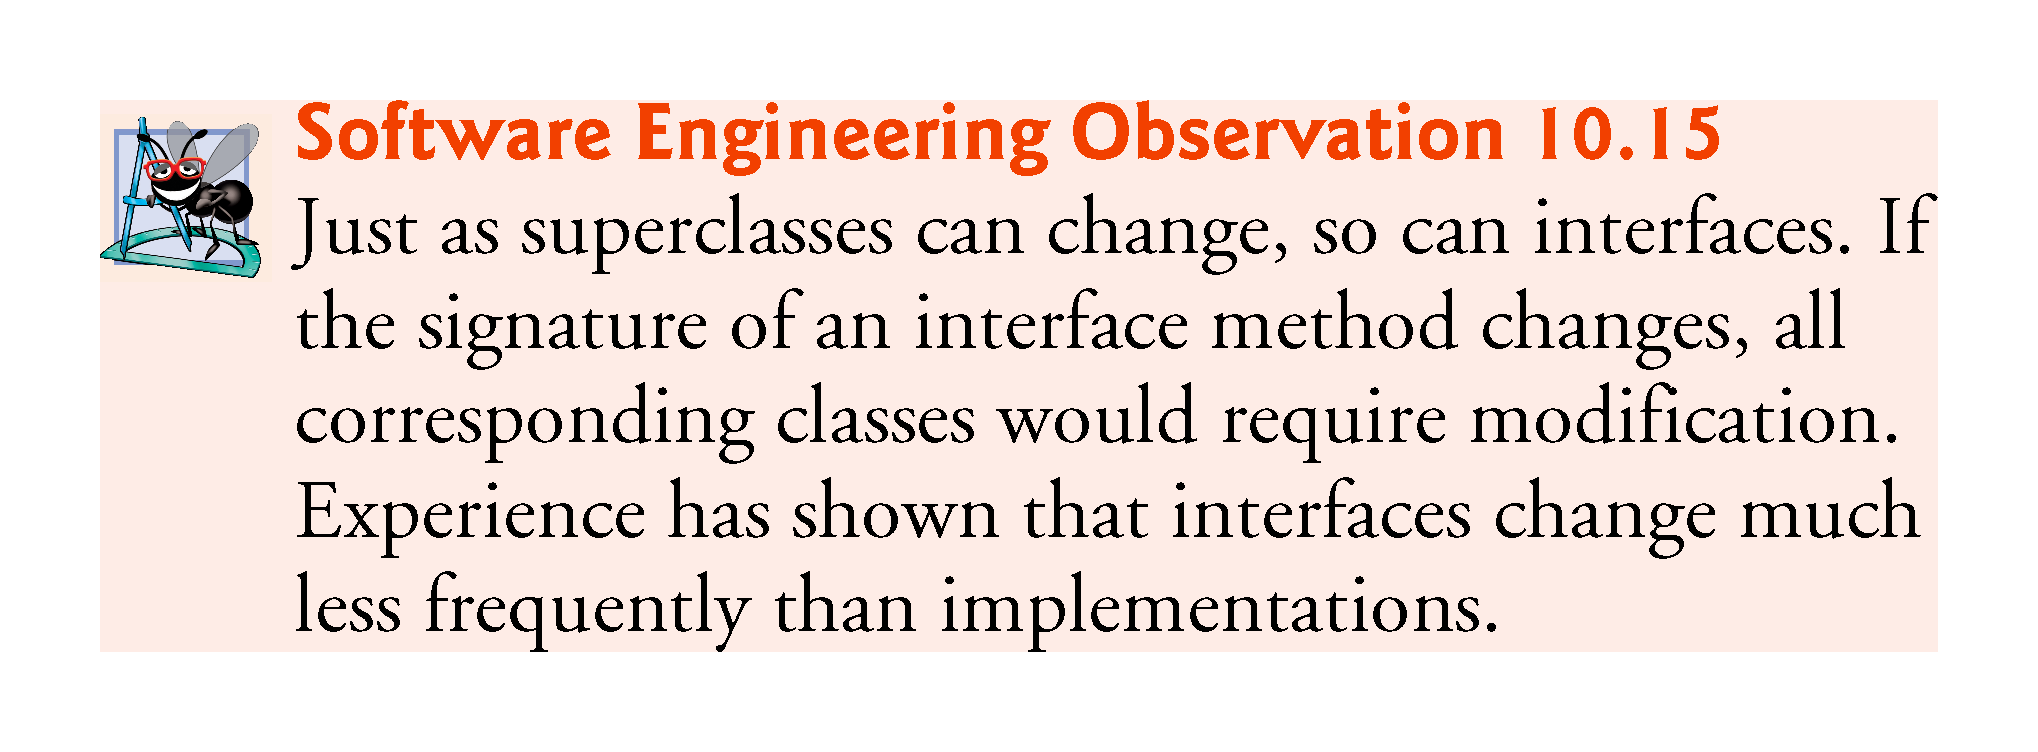 Software Engineering Observation 10.15
Just as superclasses can change, so can interfaces. If
the signature of an interface method changes, all
corresponding classes would require modification.
Experience has shown that interfaces change much
less frequently than implementations.